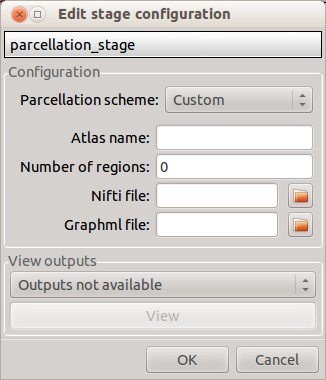 Edit stage configuration
parcellation_stage
Configuration
Parcellation scheme: Custom
Atlas name:
Number of regions: 0
Nifti file:
Graphml file:
View outputs
Outputs not available
View
OK Cancel